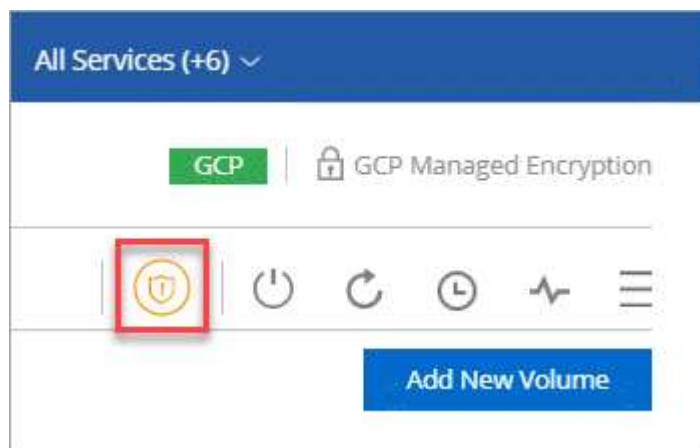 All Services (+6)
GCP
GCP Managed Encryption
Add New Volume